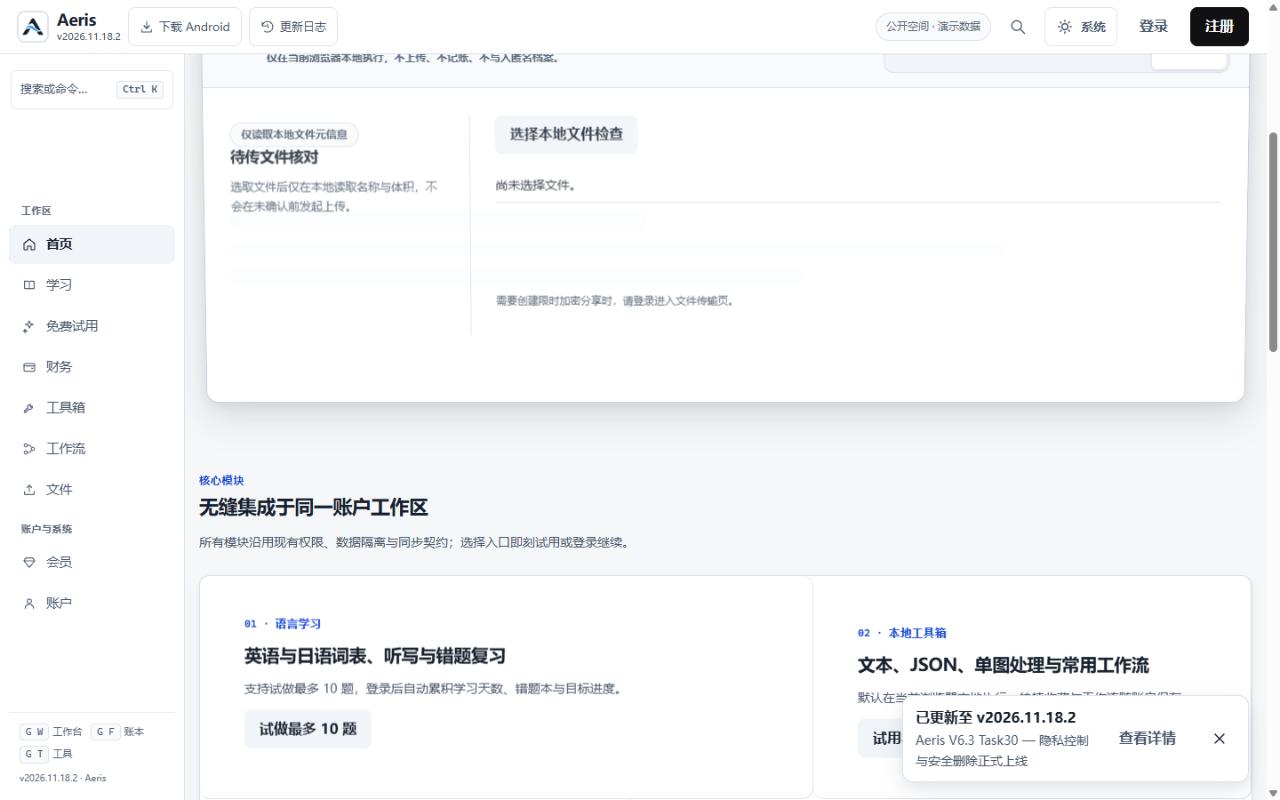 Aeris
v2026.11.18.2
下载 Android
更新日志
公开空间 · 演示数据
系统
登录
注册
搜索或命令...
Ctrl K
工作区
首页
学习
免费试用
财务
工具箱
工作流
文件
账户与系统
会员
账户
G W 工作台 G F 账本
G T 工具
v2026.11.18.2 · Aeris
仅在当前浏览器本地执行，不上传、不记账、不写入匿名档案。
仅读取本地文件元信息
待传文件核对
选取文件后仅在本地读取名称与体积，不
会在未确认前发起上传。
选择本地文件检查
尚未选择文件。
需要创建限时加密分享时，请登录进入文件传输页。
核心模块
无缝集成于同一账户工作区
所有模块沿用现有权限、数据隔离与同步契约；选择入口即刻试用或登录继续。
01 · 语言学习
英语与日语词表、听写与错题复习
支持试做最多 10 题，登录后自动累积学习天数、错题本与目标进度。
试做最多 10 题
02 · 本地工具箱
文本、JSON、单图处理与常用工作流
试用
已更新至 v2026.11.18.2
Aeris V6.3 Task30 — 隐私控制
与安全删除正式上线
查看详情